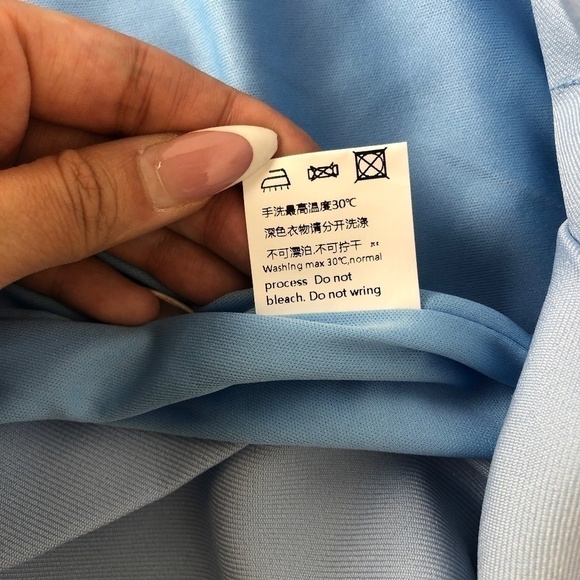 手洗最高温度30℃
深色衣物请分开洗涤
不可漂泊.不可拧干
Washing max 30℃,normal
process Do not
bleach. Do not wring